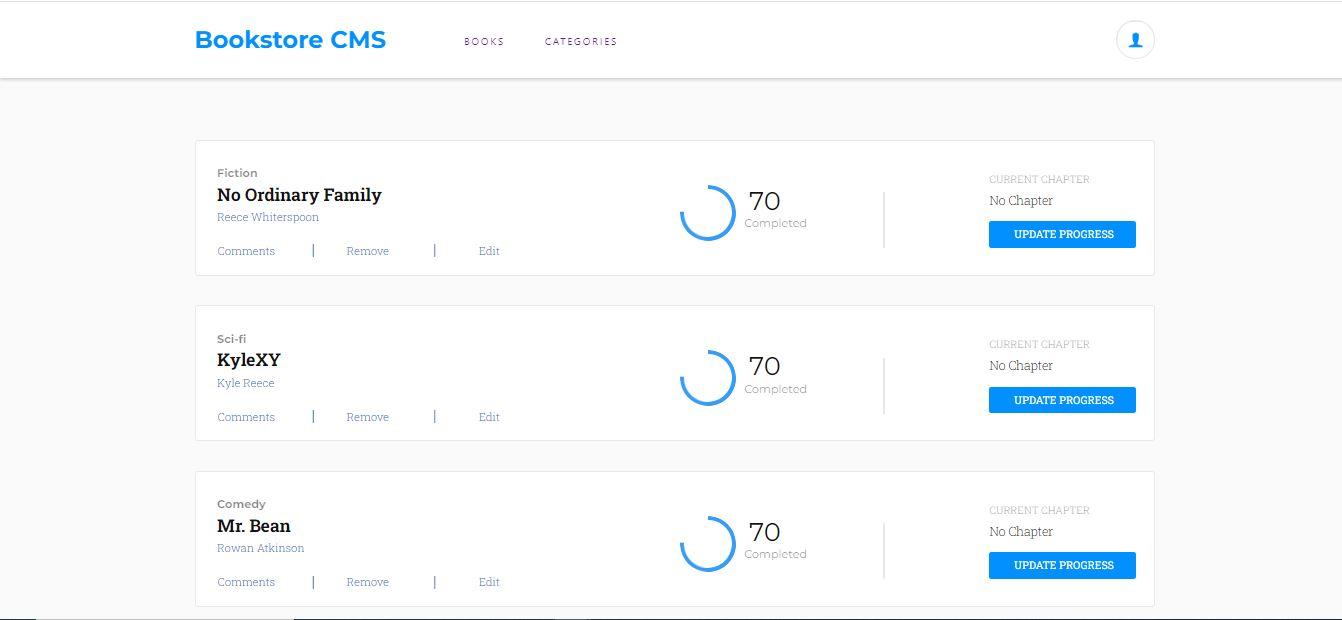 Bookstore CMS BOOKS CATEGORIES
Fiction
No Ordinary Family
Reece Whiterspoon
Comments | Remove | Edit
70
Completed
CURRENT CHAPTER
No Chapter
UPDATE PROGRESS
Sci-fi
KyleXY
Kyle Reece
Comments | Remove | Edit
70
Completed
CURRENT CHAPTER
No Chapter
UPDATE PROGRESS
Comedy
Mr. Bean
Rowan Atkinson
Comments | Remove | Edit
70
Completed
CURRENT CHAPTER
No Chapter
UPDATE PROGRESS